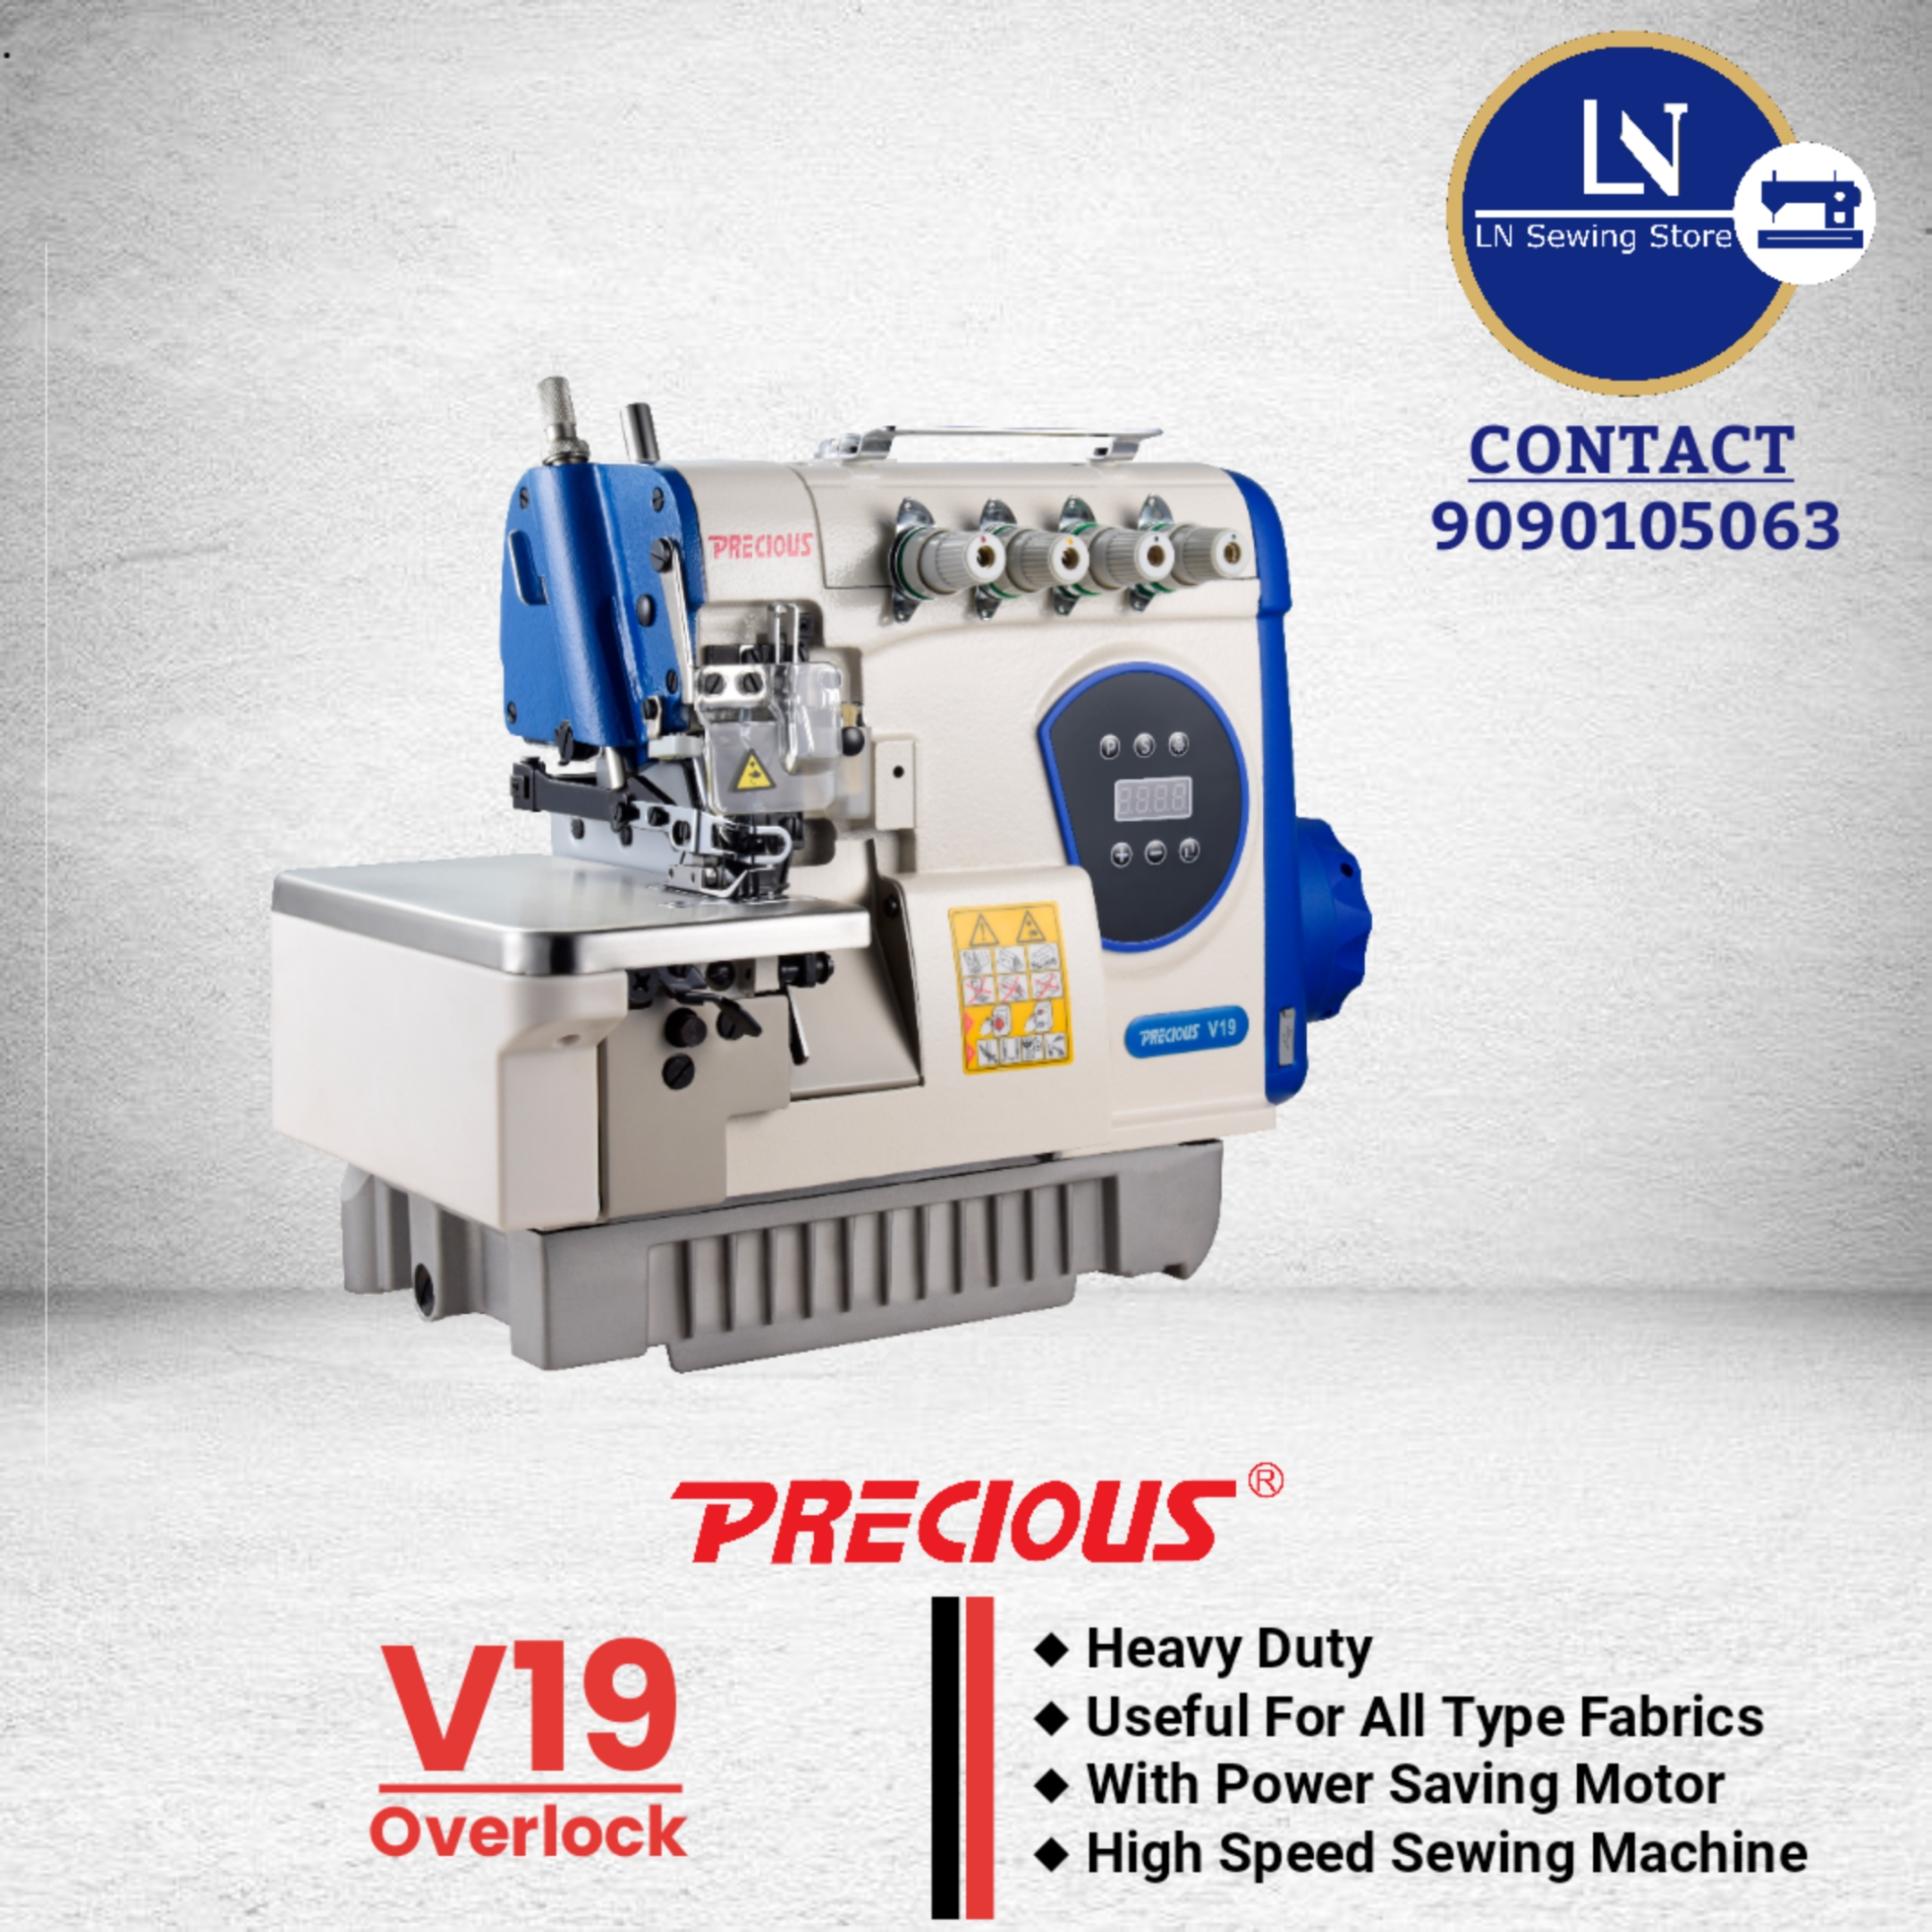 LN
LN Sewing Store
CONTACT
9090105063
PRECIOUS
P S
PRECIOUS V19
PRECIOUS®
V19
Overlock
◆ Heavy Duty
◆ Useful For All Type Fabrics
◆ With Power Saving Motor
◆ High Speed Sewing Machine